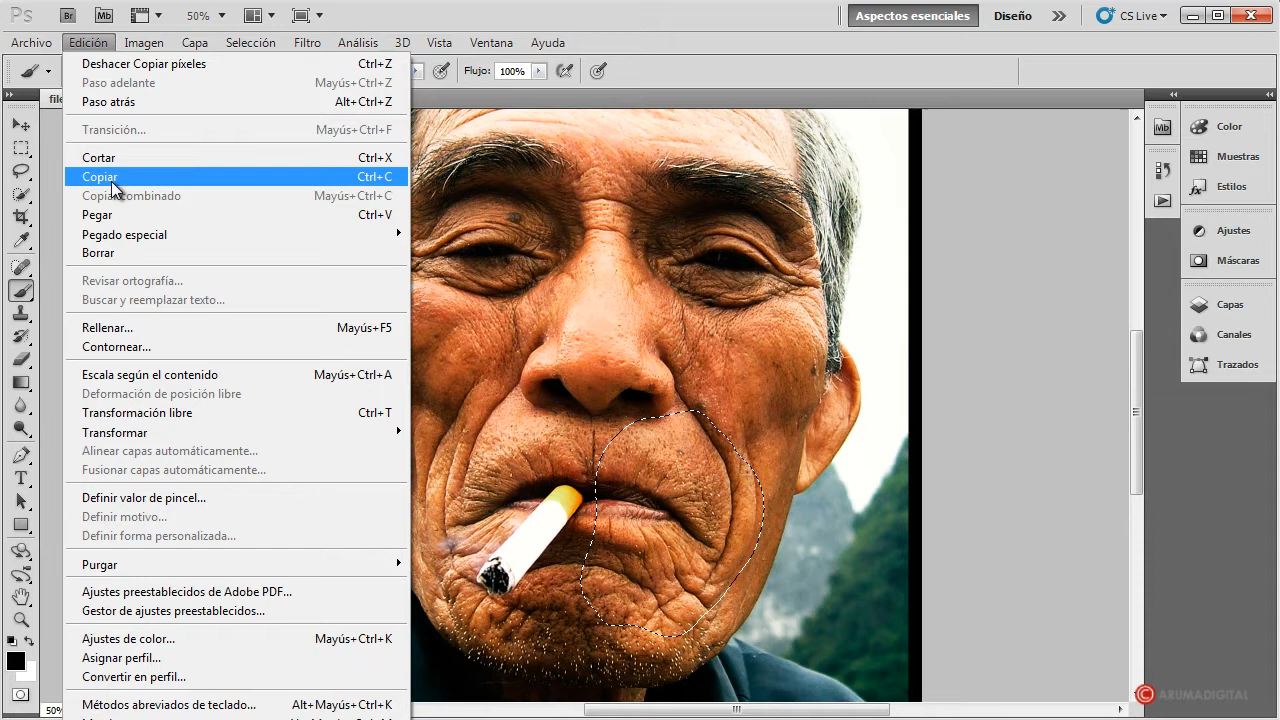 Ps Br Mb 50% Aspectos esenciales Diseño CS Live
Archivo Edición Imagen Capa Selección Filtro Análisis 3D Vista Ventana Ayuda
Flujo: 100%
file
Deshacer Copiar píxeles Ctrl+Z
Paso adelante Mayús+Ctrl+Z
Paso atrás Alt+Ctrl+Z
Transición... Mayús+Ctrl+F
Cortar Ctrl+X
Copiar Ctrl+C
Copiar combinado Mayús+Ctrl+C
Pegar Ctrl+V
Pegado especial
Borrar
Revisar ortografía...
Buscar y reemplazar texto...
Rellenar... Mayús+F5
Contornear...
Escala según el contenido Mayús+Ctrl+A
Deformación de posición libre
Transformación libre Ctrl+T
Transformar
Alinear capas automáticamente...
Fusionar capas automáticamente...
Definir valor de pincel...
Definir motivo...
Definir forma personalizada...
Purgar
Ajustes preestablecidos de Adobe PDF...
Gestor de ajustes preestablecidos...
Ajustes de color... Mayús+Ctrl+K
Asignar perfil...
Convertir en perfil...
Métodos abreviados de teclado... Alt+Mayús+Ctrl+K
Mb
Color
Muestras
Estilos
Ajustes
Máscaras
Capas
Canales
Trazados
50%
© ARUMADIGITAL